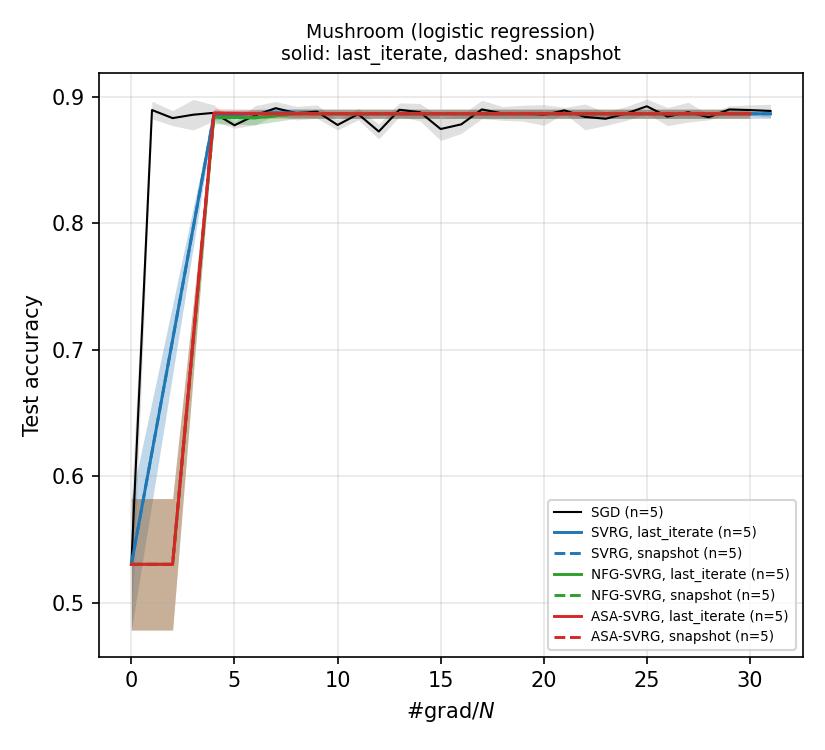 Mushroom (logistic regression)
solid: last_iterate, dashed: snapshot
Test accuracy
0.9
0.8
0.7
0.6
0.5
0
5
10
15
20
25
30
#grad/N
SGD (n=5)
SVRG, last_iterate (n=5)
SVRG, snapshot (n=5)
NFG-SVRG, last_iterate (n=5)
NFG-SVRG, snapshot (n=5)
ASA-SVRG, last_iterate (n=5)
ASA-SVRG, snapshot (n=5)